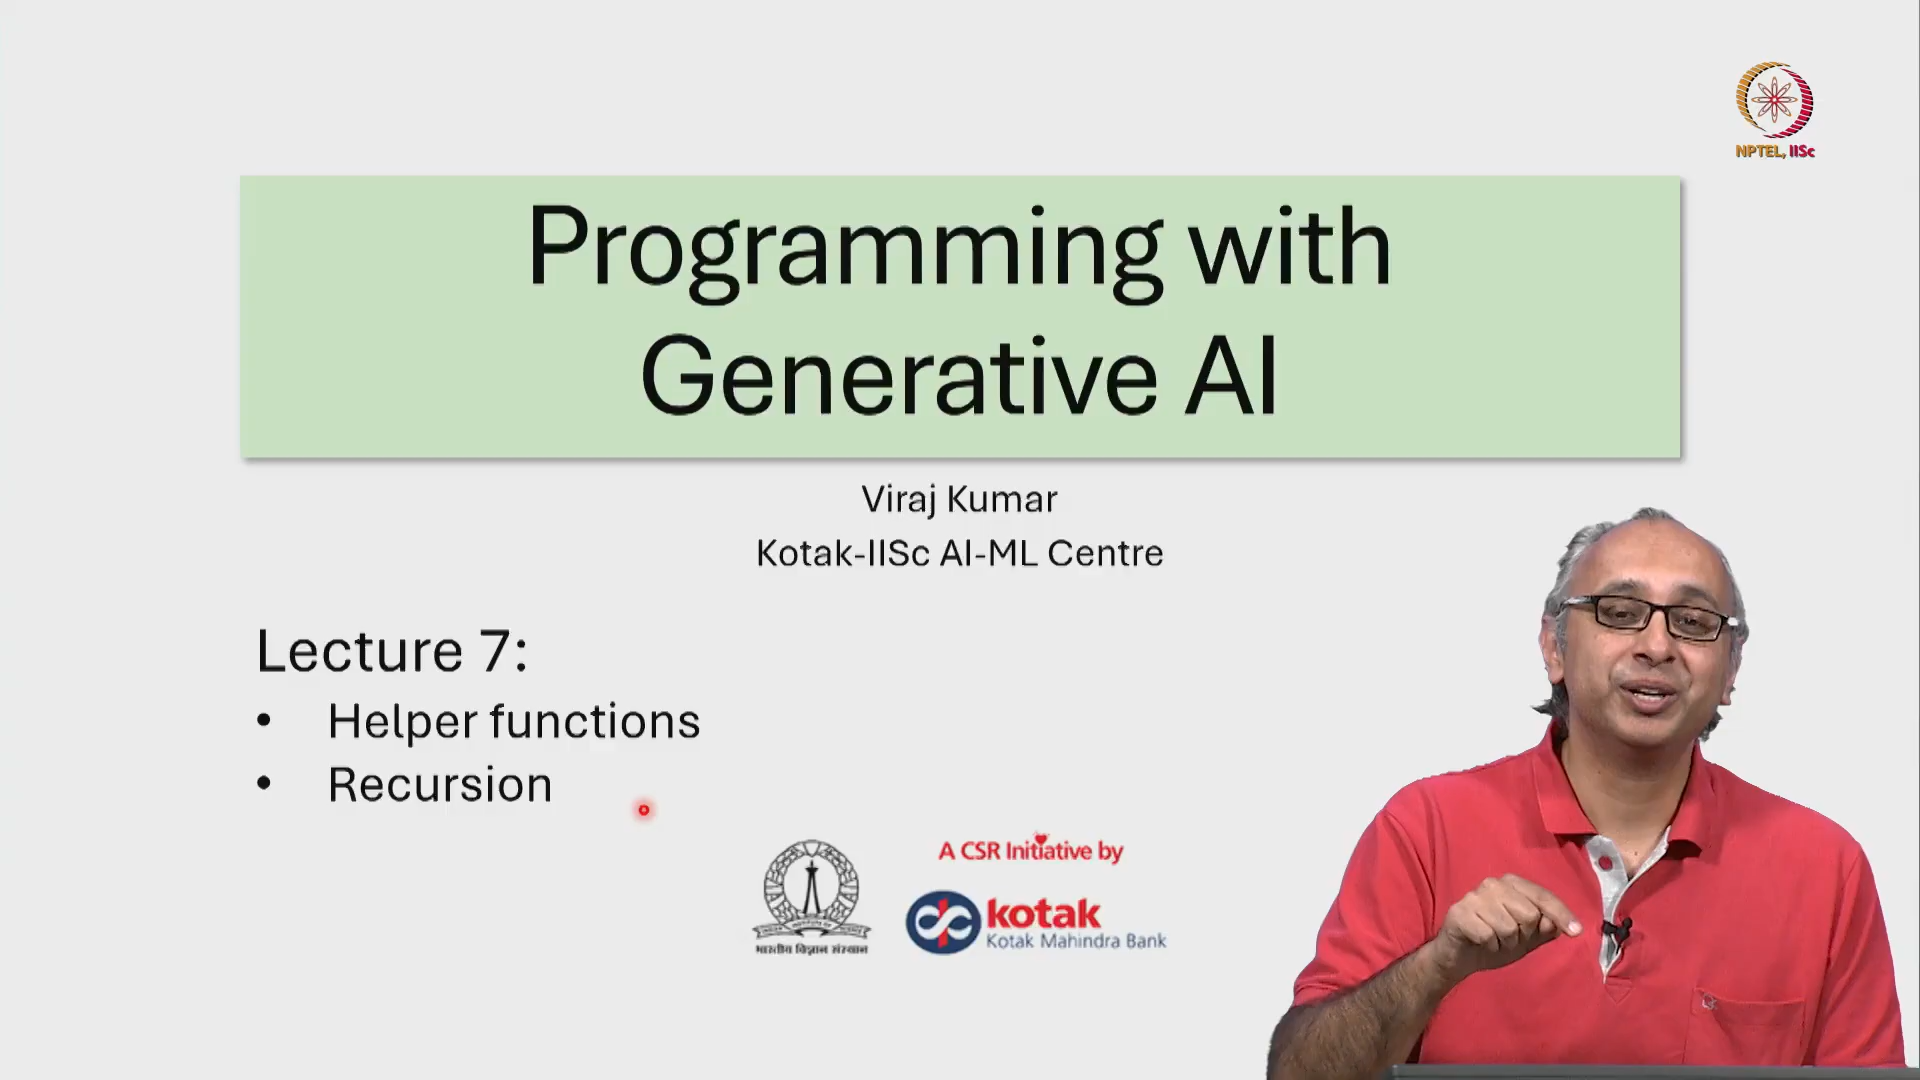 NPTEL, IISc
Programming with
Generative AI
Viraj Kumar
Kotak-IISc AI-ML Centre
Lecture 7:
• Helper functions
• Recursion
A CSR Initiative by
kotak
Kotak Mahindra Bank
भारतीय विज्ञान संस्थान